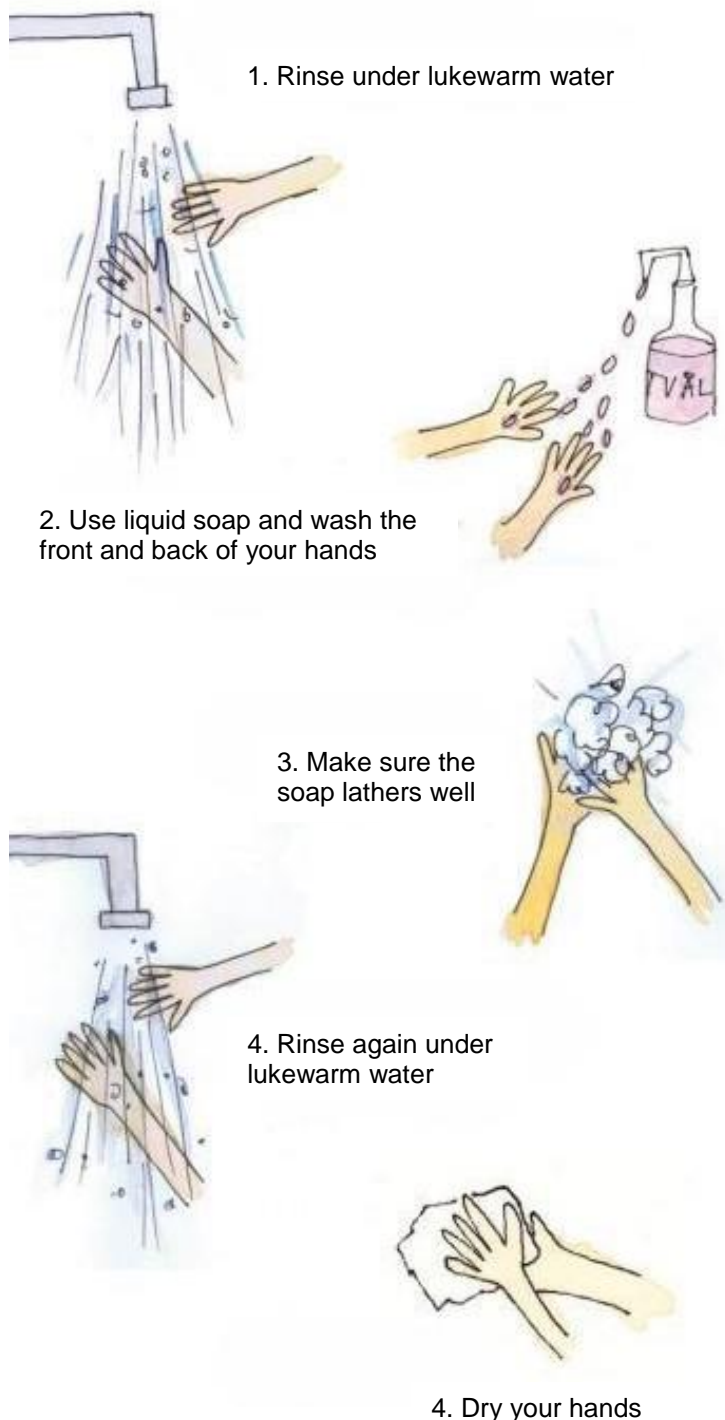 1. Rinse under lukewarm water
TVÅL
2. Use liquid soap and wash the
front and back of your hands
3. Make sure the
soap lathers well
4. Rinse again under
lukewarm water
4. Dry your hands